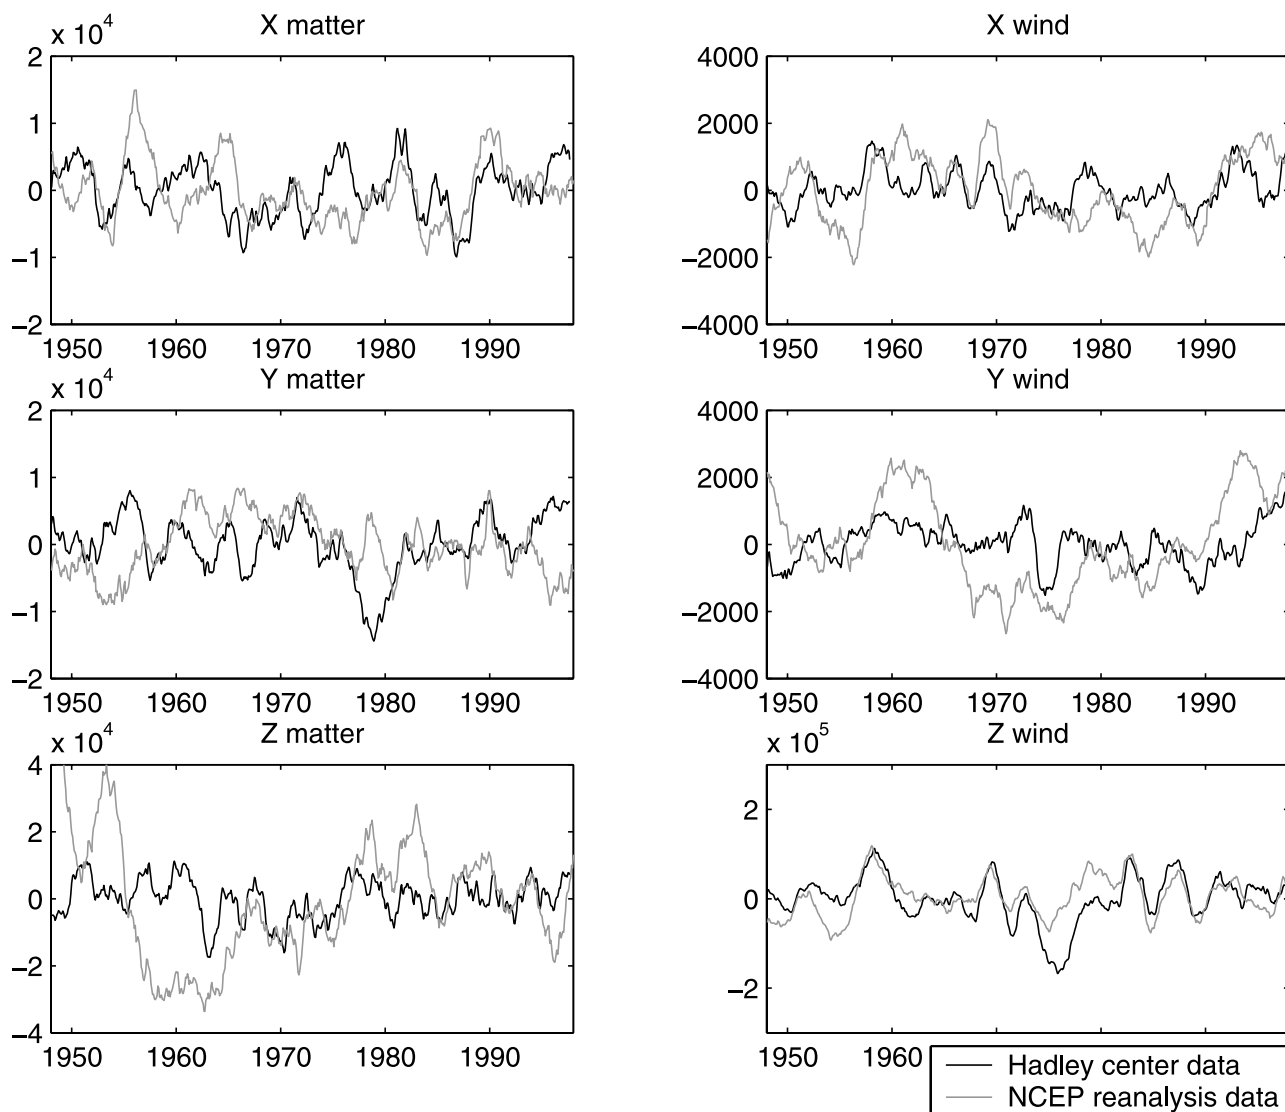 X matter
x 10^4
2
1
0
−1
−2
1950 1960 1970 1980 1990
X wind
4000
2000
0
−2000
−4000
1950 1960 1970 1980 1990
Y matter
x 10^4
2
1
0
−1
−2
1950 1960 1970 1980 1990
Y wind
4000
2000
0
−2000
−4000
1950 1960 1970 1980 1990
Z matter
x 10^4
4
2
0
−2
−4
1950 1960 1970 1980 1990
Z wind
x 10^5
2
0
−2
1950 1960
Hadley center data
NCEP reanalysis data